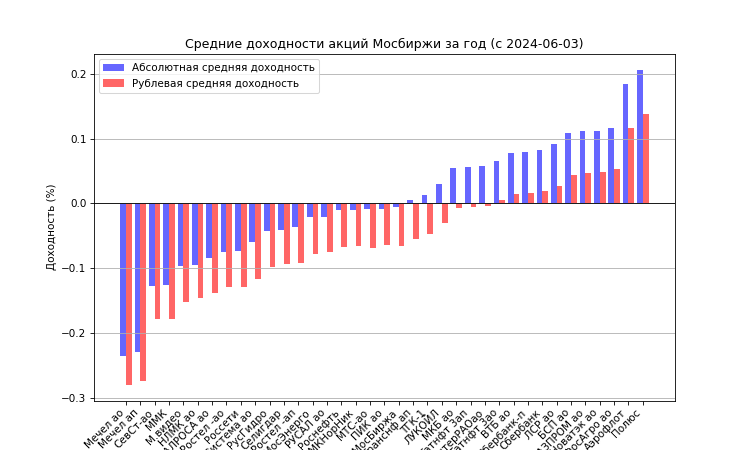 Средние доходности акций Мосбиржи за год (с 2024-06-03)
Абсолютная средняя доходность
Рублевая средняя доходность
Доходность (%)
0.2
0.1
0.0
−0.1
−0.2
−0.3
Мечел ао
Мечел ап
СевСт-ао
ММК
М.видео
НЛМК ао
АЛРОСА ао
Ростел -ао
Россети
Система ао
РусГидро
Селигдар
Ростел -ап
МосЭнерго
РУСАЛ ао
Роснефть
ГМКНорНик
МТС-ао
ПИК ао
МосБиржа
Транснф ап
ТГК-1
ЛУКОЙЛ
МКБ ао
Татнфт 3ап
ИнтерРАОао
Татнфт 3ао
ВТБ ао
Сбербанк-п
Сбербанк
ЛСР ао
БСП ао
ГАЗПРОМ ао
Новатэк ао
РосАгро ао
Аэрофлот
Полюс